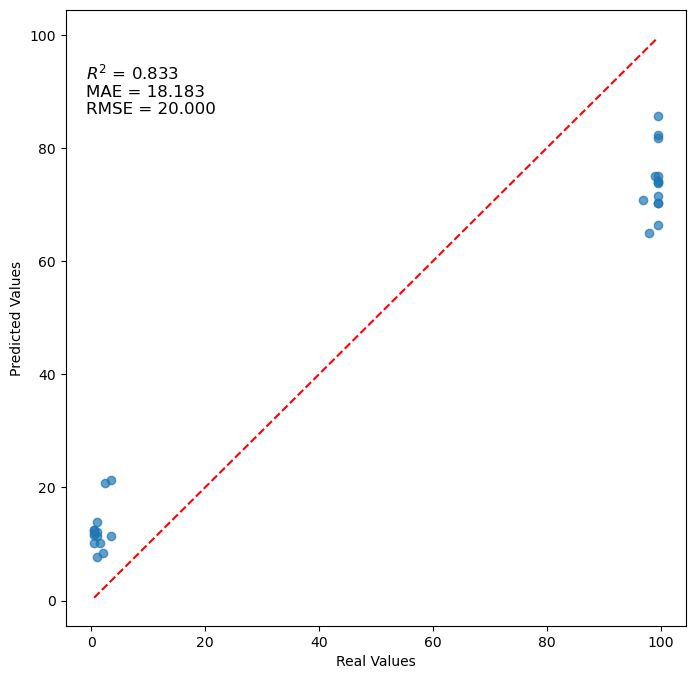 100
80
60
40
20
0
R² = 0.833
MAE = 18.183
RMSE = 20.000
Predicted Values
0 20 40 60 80 100
Real Values